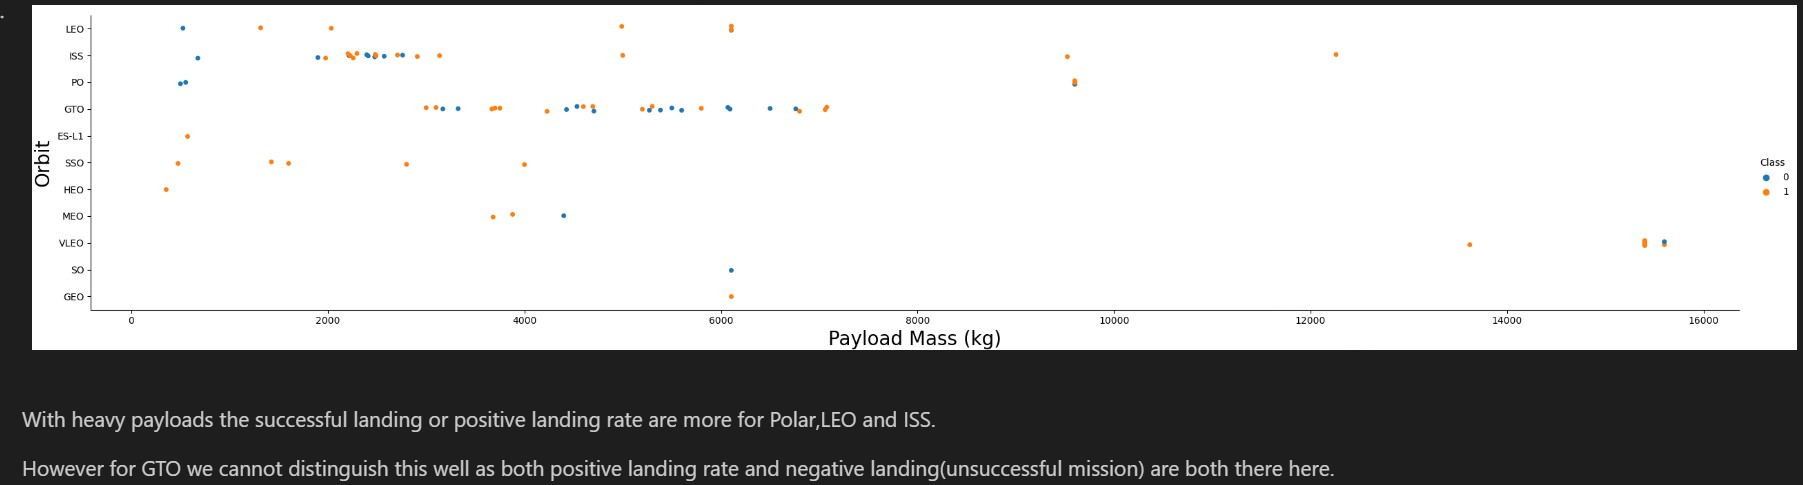 LEO
ISS
PO
GTO
ES-L1
SSO
HEO
MEO
VLEO
SO
GEO
Orbit
0 2000 4000 6000 8000 10000 12000 14000 16000
Payload Mass (kg)
Class
0
1
With heavy payloads the successful landing or positive landing rate are more for Polar,LEO and ISS.
However for GTO we cannot distinguish this well as both positive landing rate and negative landing(unsuccessful mission) are both there here.